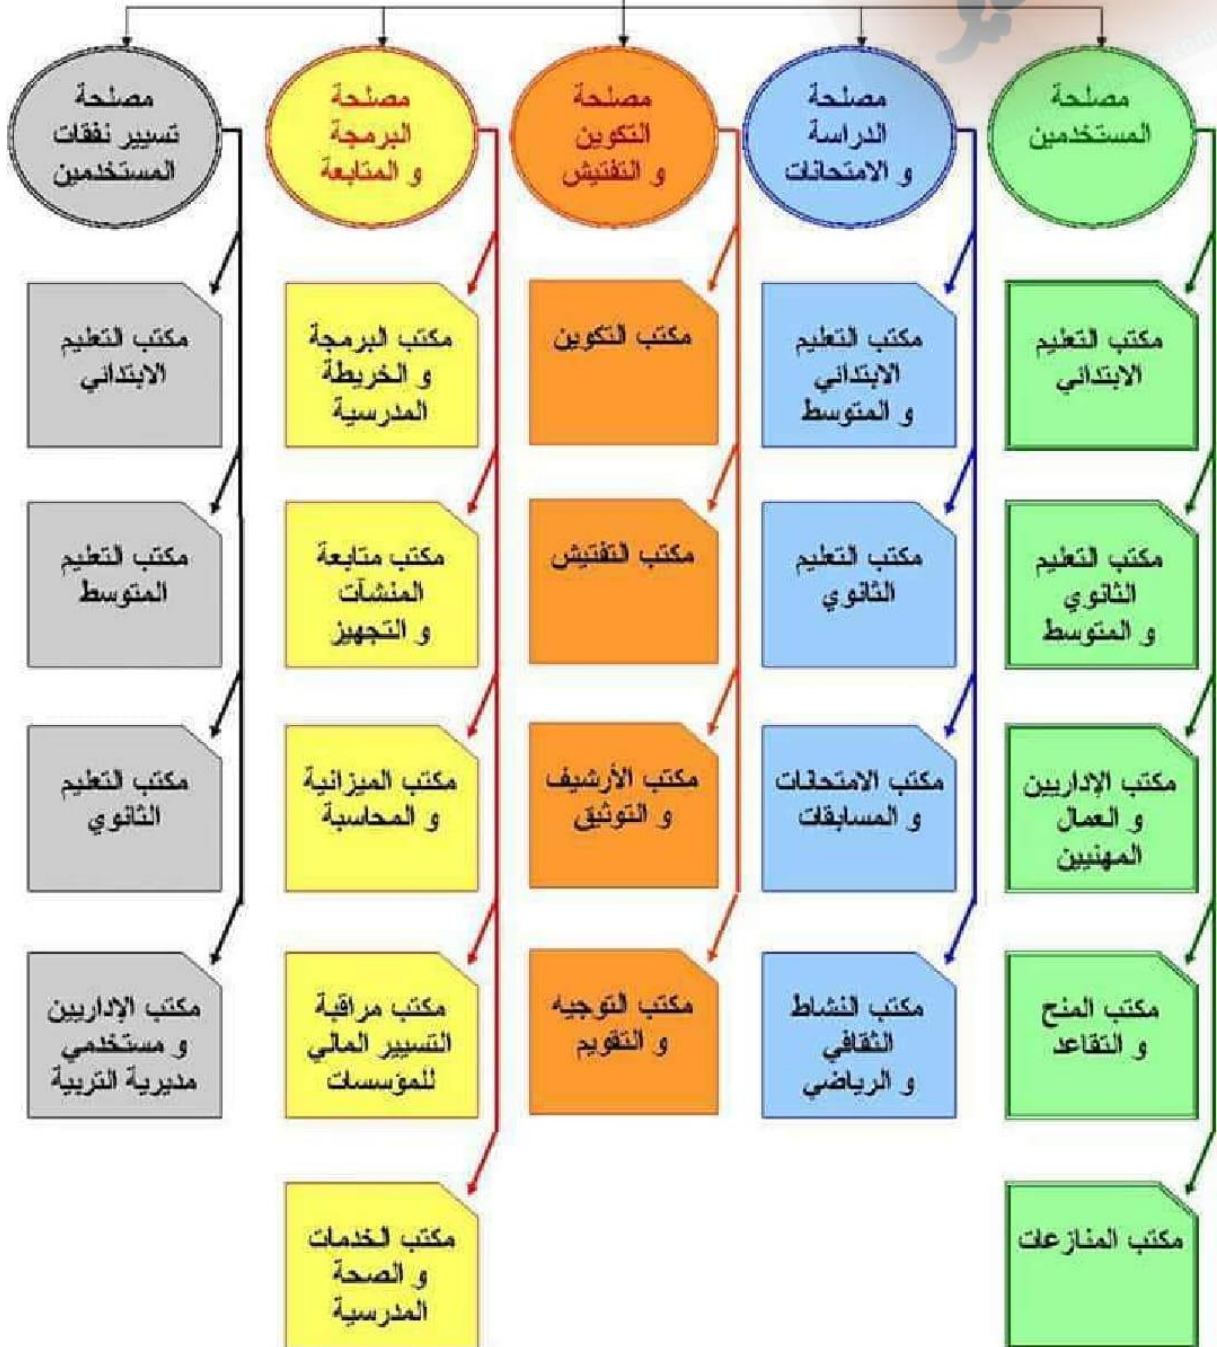 مصلحة
المستخدمين
مكتب التعليم
الابتدائي
مكتب التعليم
الثانوي
و المتوسط
مكتب الإداريين
و العمال
المهنيين
مكتب المنح
و التقاعد
مكتب المنازعات
مصلحة
الدراسة
و الامتحانات
مكتب التعليم
الابتدائي
و المتوسط
مكتب التعليم
الثانوي
مكتب الامتحانات
و المسابقات
مكتب النشاط
الثقافي
و الرياضي
مصلحة
التكوين
و التفتيش
مكتب التكوين
مكتب التفتيش
مكتب الأرشيف
و التوثيق
مكتب التوجيه
و التقويم
مصلحة
البرمجة
و المتابعة
مكتب البرمجة
و الخريطة
المدرسية
مكتب متابعة
المنشآت
و التجهيز
مكتب الميزانية
و المحاسبة
مكتب مراقبة
التسيير المالي
للمؤسسات
مكتب الخدمات
و الصحة
المدرسية
مصلحة
تسيير نفقات
المستخدمين
مكتب التعليم
الابتدائي
مكتب التعليم
المتوسط
مكتب التعليم
الثانوي
مكتب الإداريين
و مستخدمي
مديرية التربية